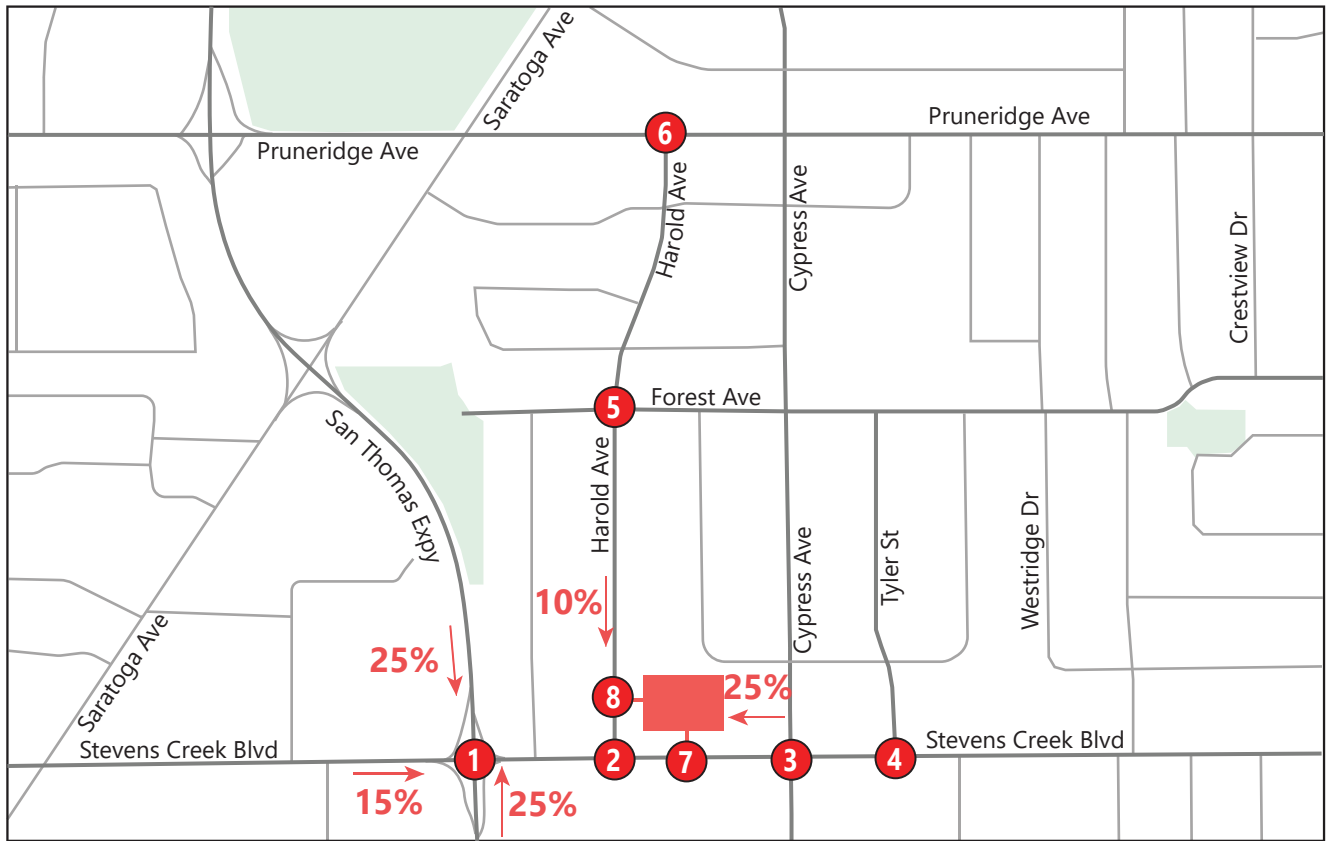 Saratoga Ave
6
Pruneridge Ave
Pruneridge Ave
Harold Ave
Cypress Ave
Crestview Dr
5
Forest Ave
San Thomas Expy
Harold Ave
Cypress Ave
Tyler St
Westridge Dr
10%
25%
Saratoga Ave
8
25%
Stevens Creek Blvd
1
2
7
3
4
Stevens Creek Blvd
15%
25%